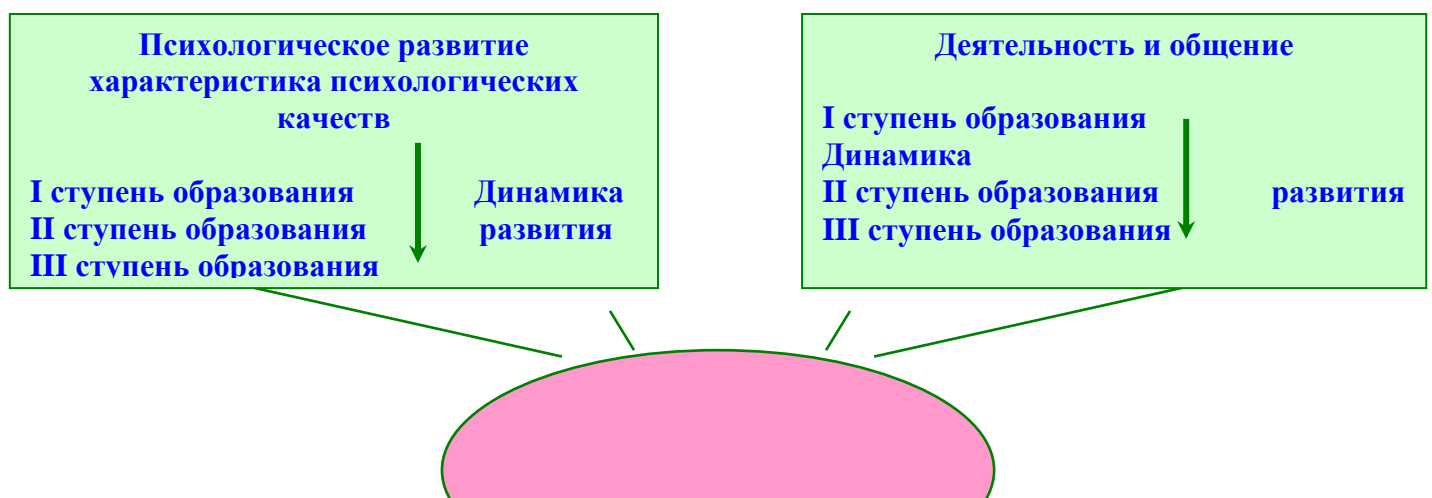 Психологическое развитие
характеристика психологических
качеств
I ступень образования Динамика
II ступень образования развития
III ступень образования
Деятельность и общение
I ступень образования
Динамика
II ступень образования развития
III ступень образования